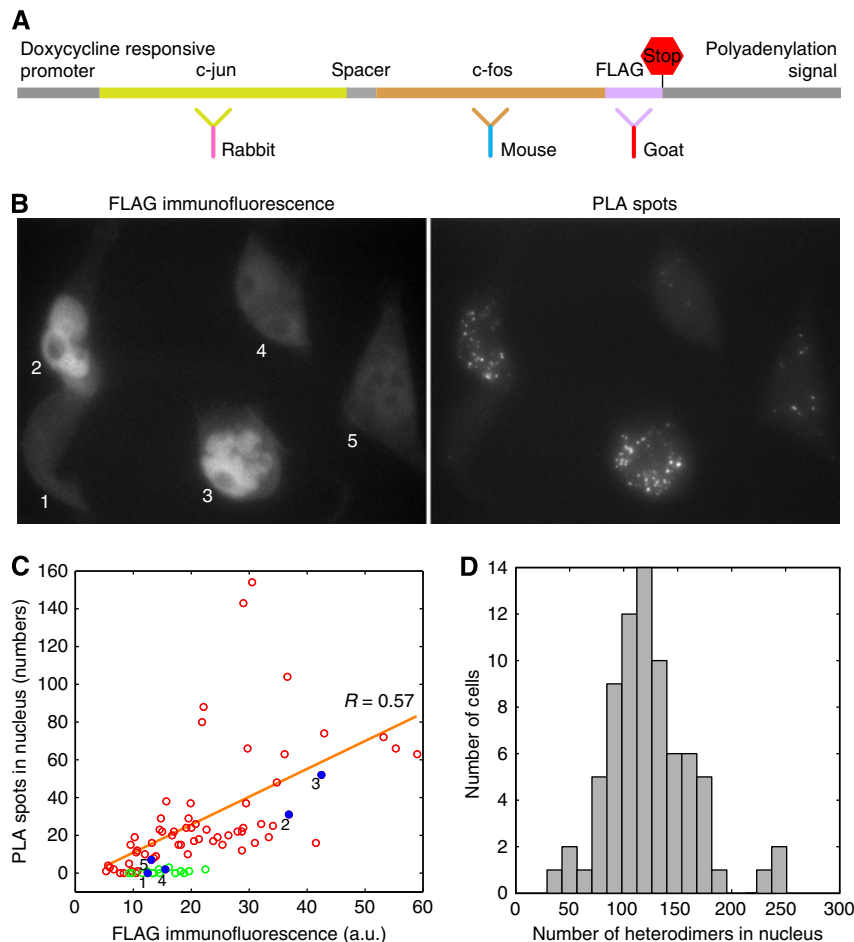 A
Doxycycline responsive
promoter
c-jun
Spacer
c-fos
FLAG
Stop
Polyadenylation
signal
Rabbit
Mouse
Goat
B
FLAG immunofluorescence
PLA spots
2
4
5
1
3
C
PLA spots in nucleus (numbers)
160
140
120
100
80
60
40
20
0
R = 0.57
3
2
5
1
4
0
10
20
30
40
50
60
FLAG immunofluorescence (a.u.)
D
Number of cells
14
12
10
8
6
4
2
0
0
50
100
150
200
250
300
Number of heterodimers in nucleus